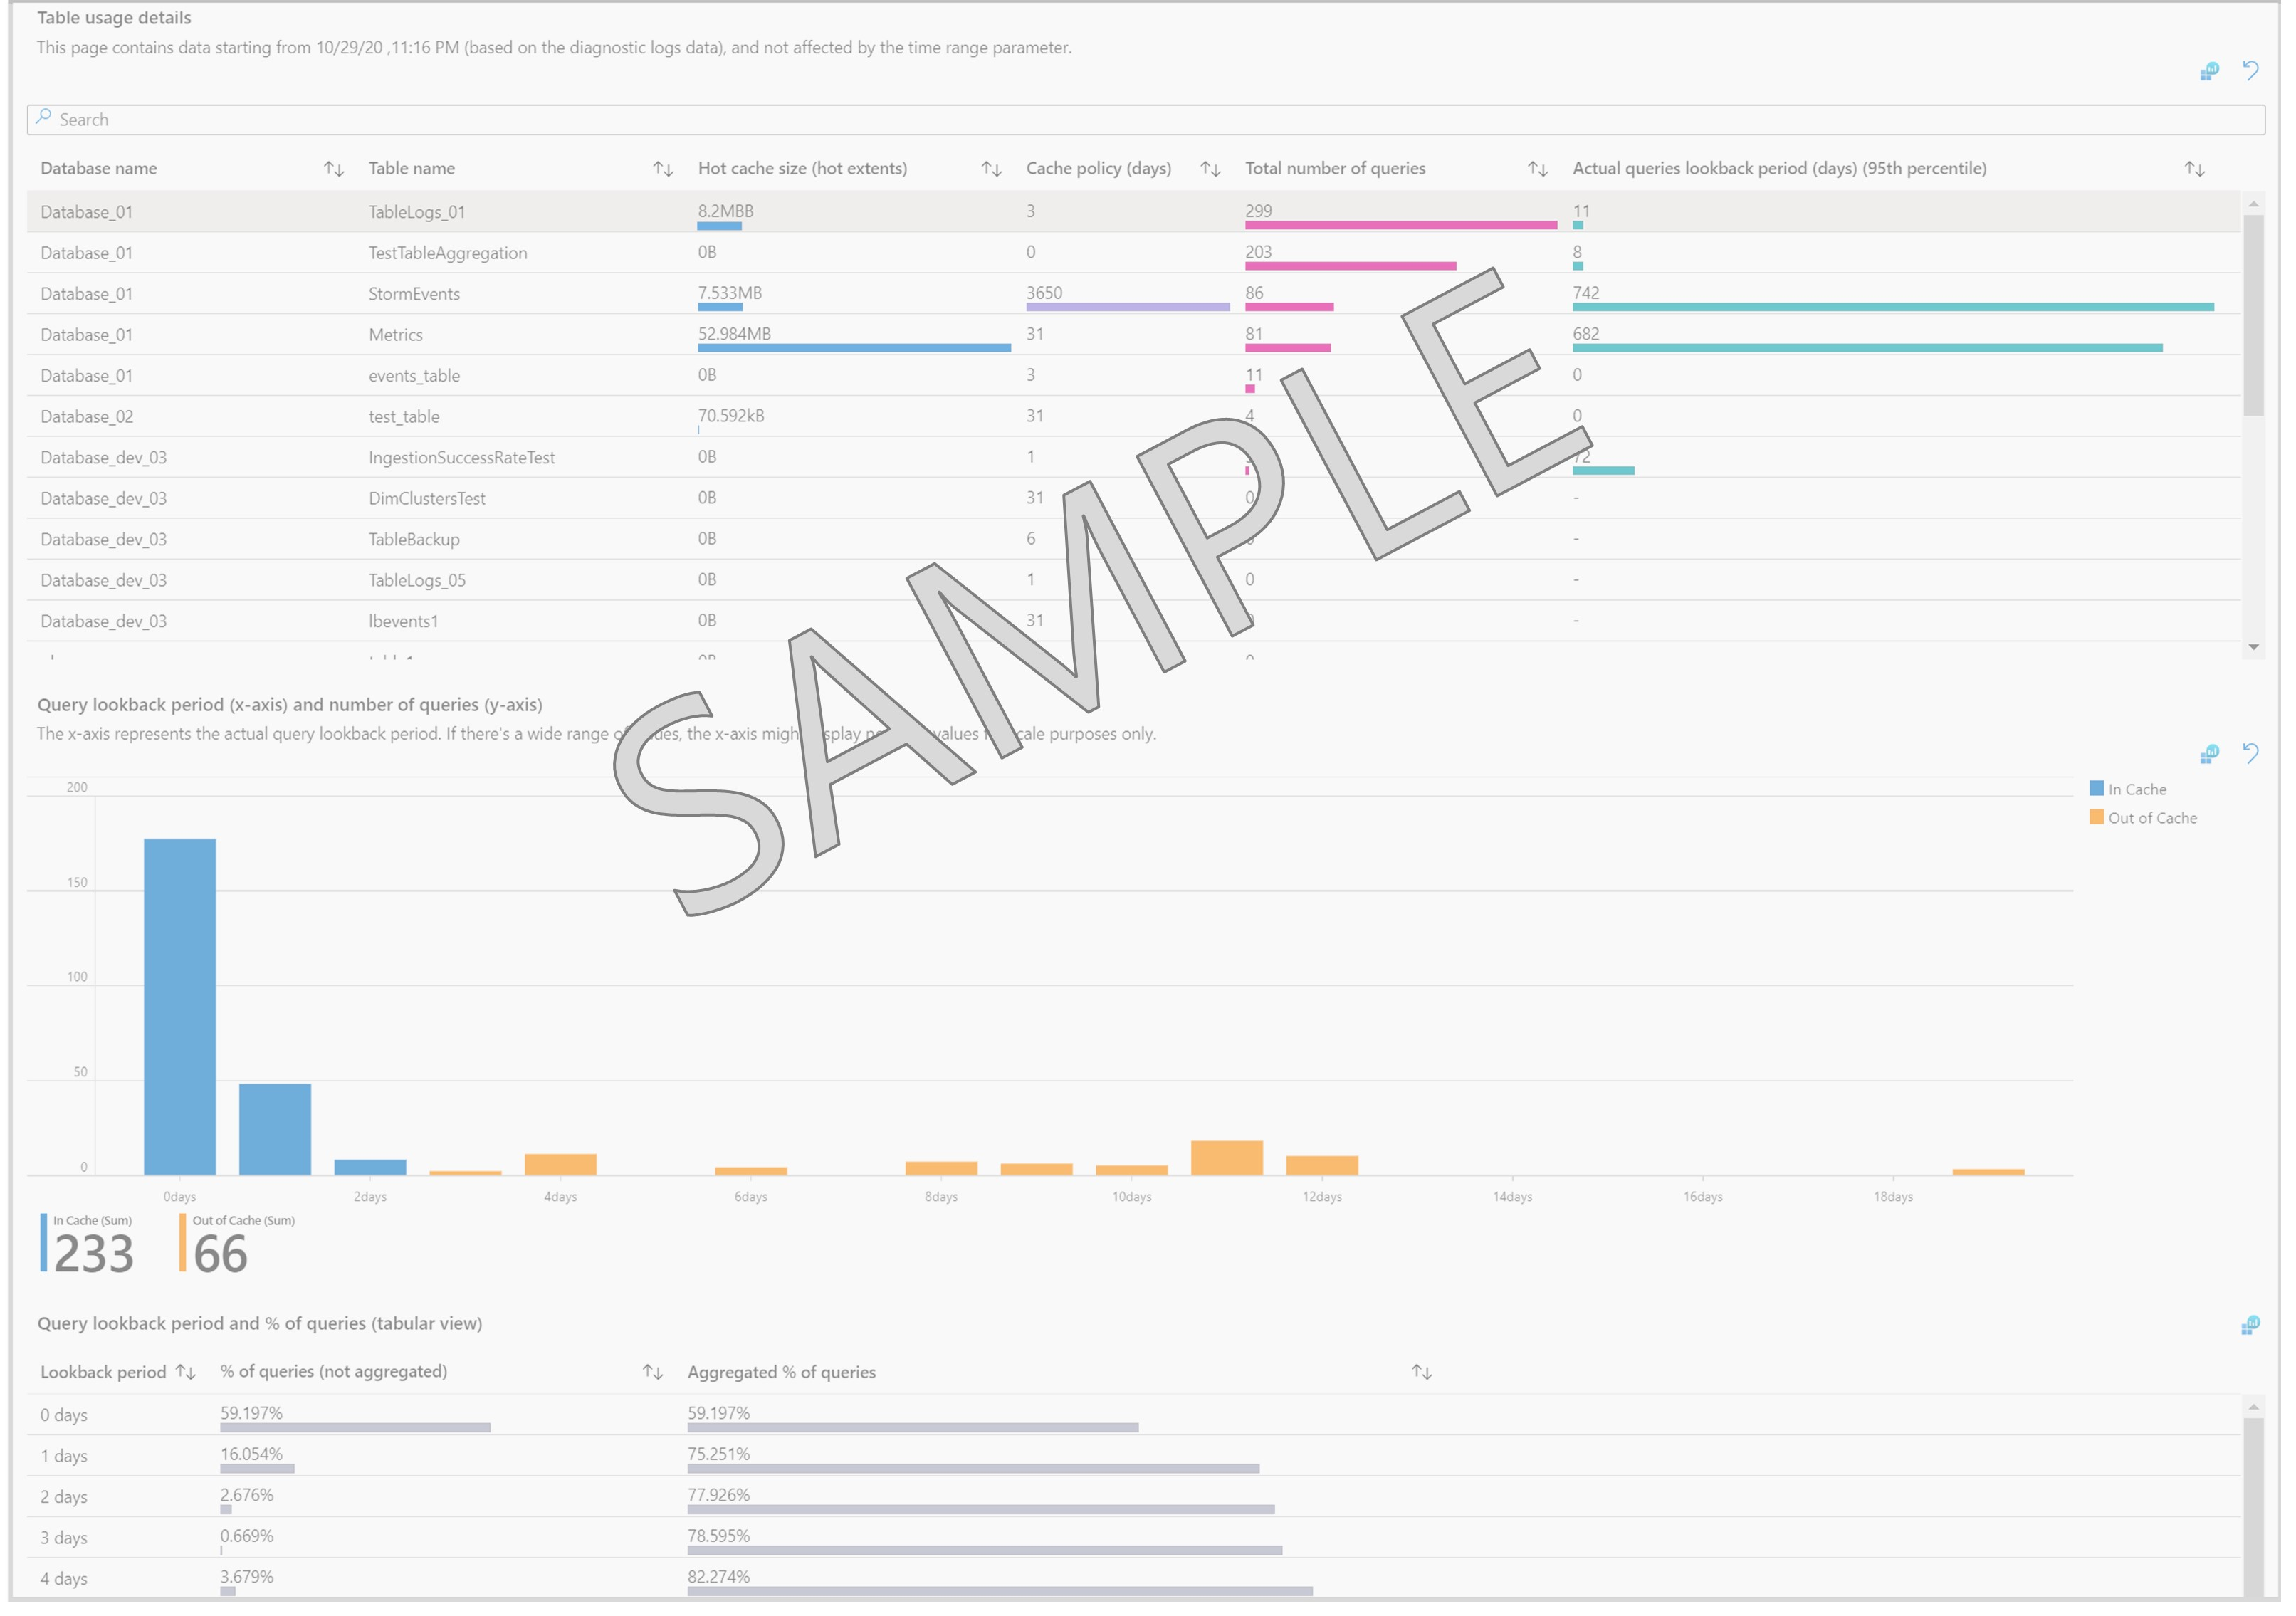 Table usage details
This page contains data starting from 10/29/20 ,11:16 PM (based on the diagnostic logs data), and not affected by the time range parameter.
Search
Database name Table name Hot cache size (hot extents) Cache policy (days) Total number of queries Actual queries lookback period (days) (95th percentile)
Database_01 TableLogs_01 8.2MBB 3 299 11
Database_01 TestTableAggregation 0B 0 203 8
Database_01 StormEvents 7.533MB 3650 86 742
Database_01 Metrics 52.984MB 31 81 682
Database_01 events_table 0B 3 11 0
Database_02 test_table 70.592kB 31 4 0
Database_dev_03 IngestionSuccessRateTest 0B 1 72
Database_dev_03 DimClustersTest 0B 31 0 -
Database_dev_03 TableBackup 0B 6 -
Database_dev_03 TableLogs_05 0B 1 0 -
Database_dev_03 lbevents1 0B 31 -
SAMPLE
Query lookback period (x-axis) and number of queries (y-axis)
The x-axis represents the actual query lookback period. If there's a wide range the x-axis values purposes only.
200
150
100
50
0
0days 2days 4days 6days 8days 10days 12days 14days 16days 18days
In Cache
Out of Cache
In Cache (Sum) Out of Cache (Sum)
233 66
Query lookback period and % of queries (tabular view)
Lookback period % of queries (not aggregated) Aggregated % of queries
0 days 59.197% 59.197%
1 days 16.054% 75.251%
2 days 2.676% 77.926%
3 days 0.669% 78.595%
4 days 3.679% 82.274%